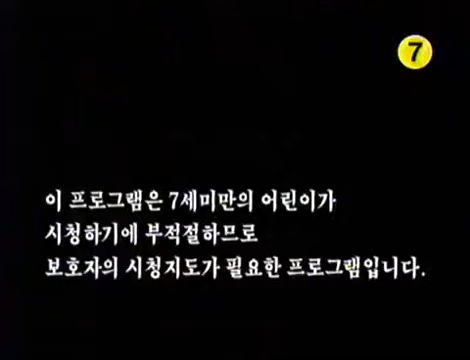 7
이 프로그램은 7세미만의 어린이가
시청하기에 부적절하므로
보호자의 시청지도가 필요한 프로그램입니다.